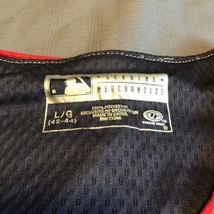 GENUINE
MERCHANDISE
L/G
(42-44)
100% POLYESTER
EXCLUSIVE OF DECORATION
MADE IN CHINA